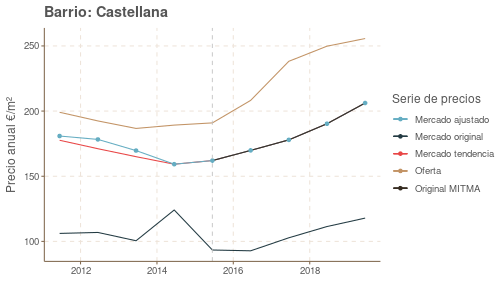 Barrio: Castellana
Precio anual €/m²
250
200
150
100
2012
2014
2016
2018
Serie de precios
Mercado ajustado
Mercado original
Mercado tendencia
Oferta
Original MITMA